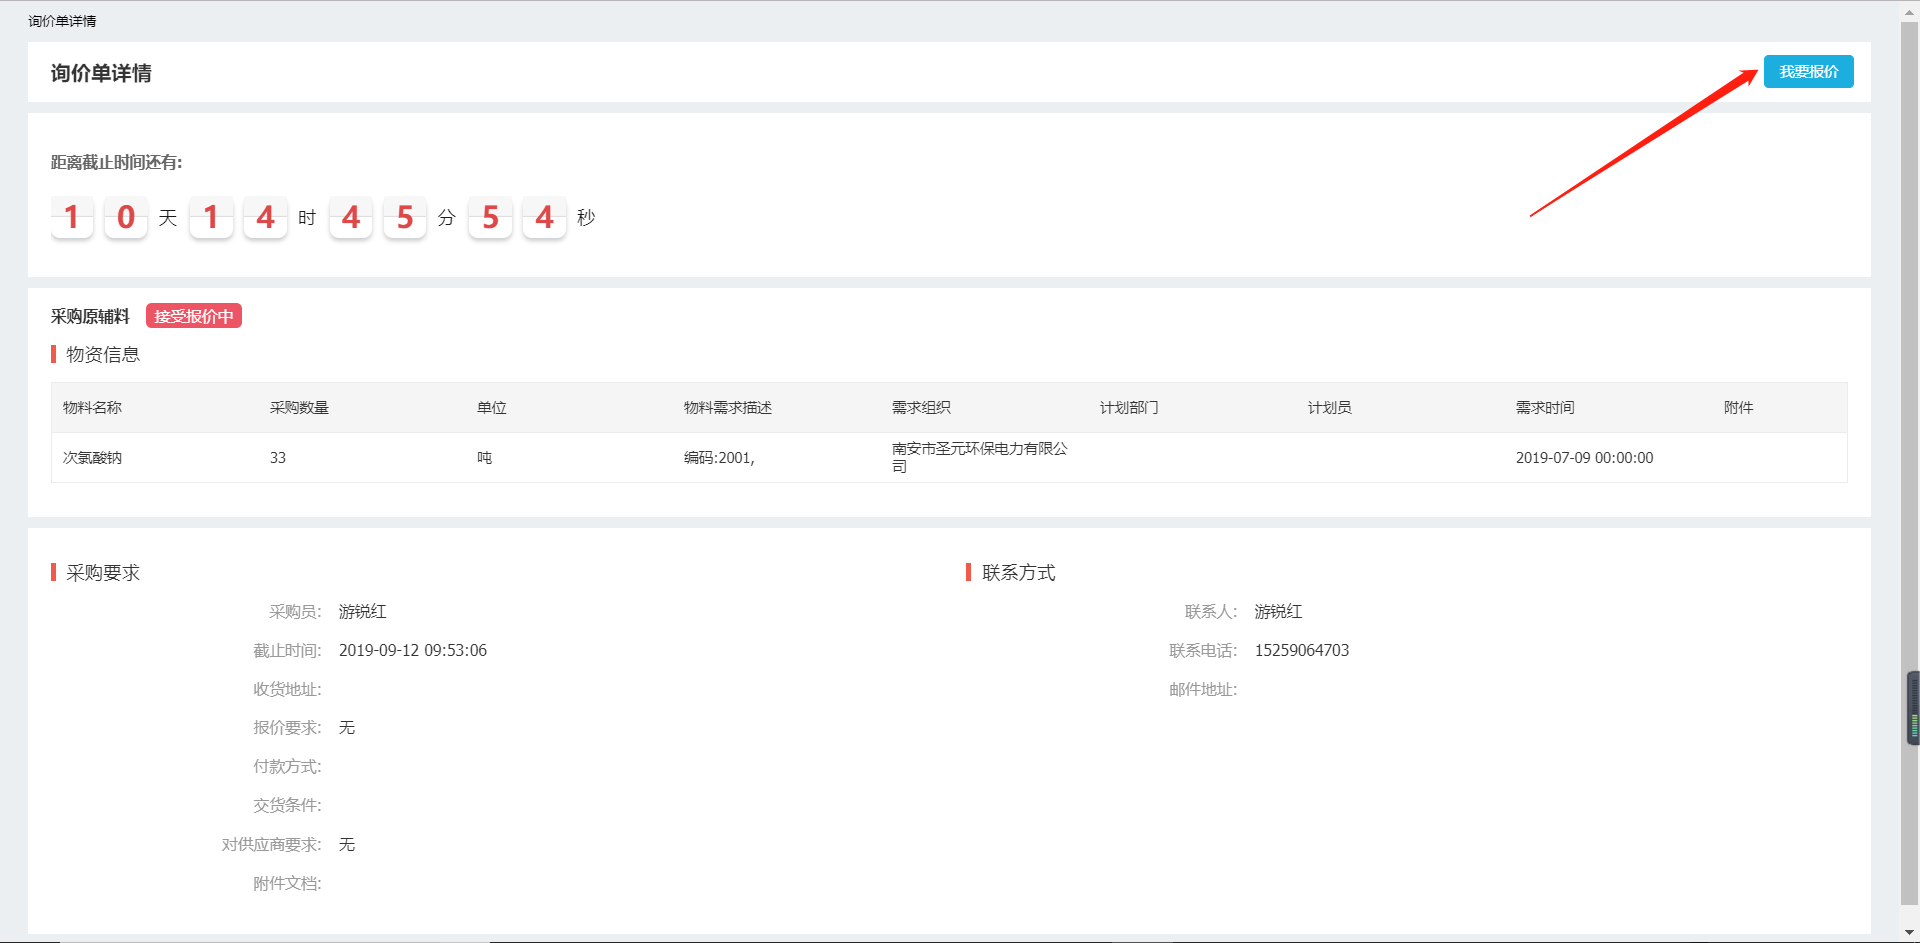 询价单详情
询价单详情
我要报价
距离截止时间还有:
10天14时45分54秒
采购原辅料 接受报价中
物资信息
物料名称 采购数量 单位 物料需求描述 需求组织 计划部门 计划员 需求时间 附件
次氯酸钠 33 吨 编码:2001, 南安市圣元环保电力有限公 2019-07-09 00:00:00
司
采购要求
采购员: 游锐红
截止时间: 2019-09-12 09:53:06
收货地址:
报价要求: 无
付款方式:
交货条件:
对供应商要求: 无
附件文档:
联系方式
联系人: 游锐红
联系电话: 15259064703
邮件地址: